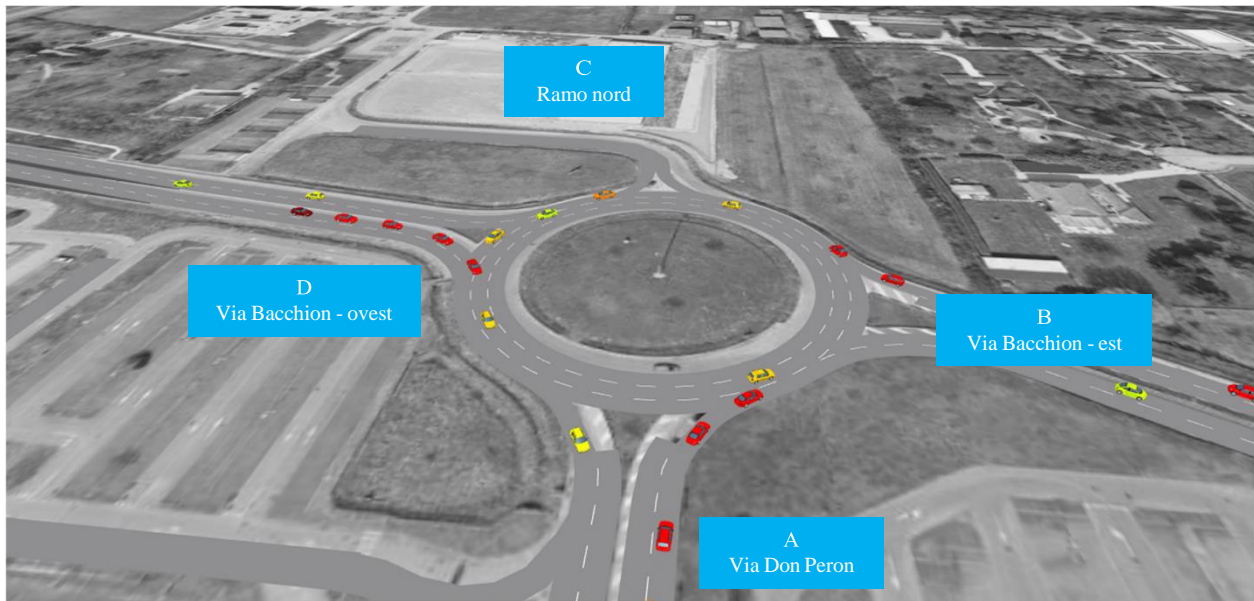 C
Ramo nord
D
Via Bacchion - ovest
B
Via Bacchion - est
A
Via Don Peron